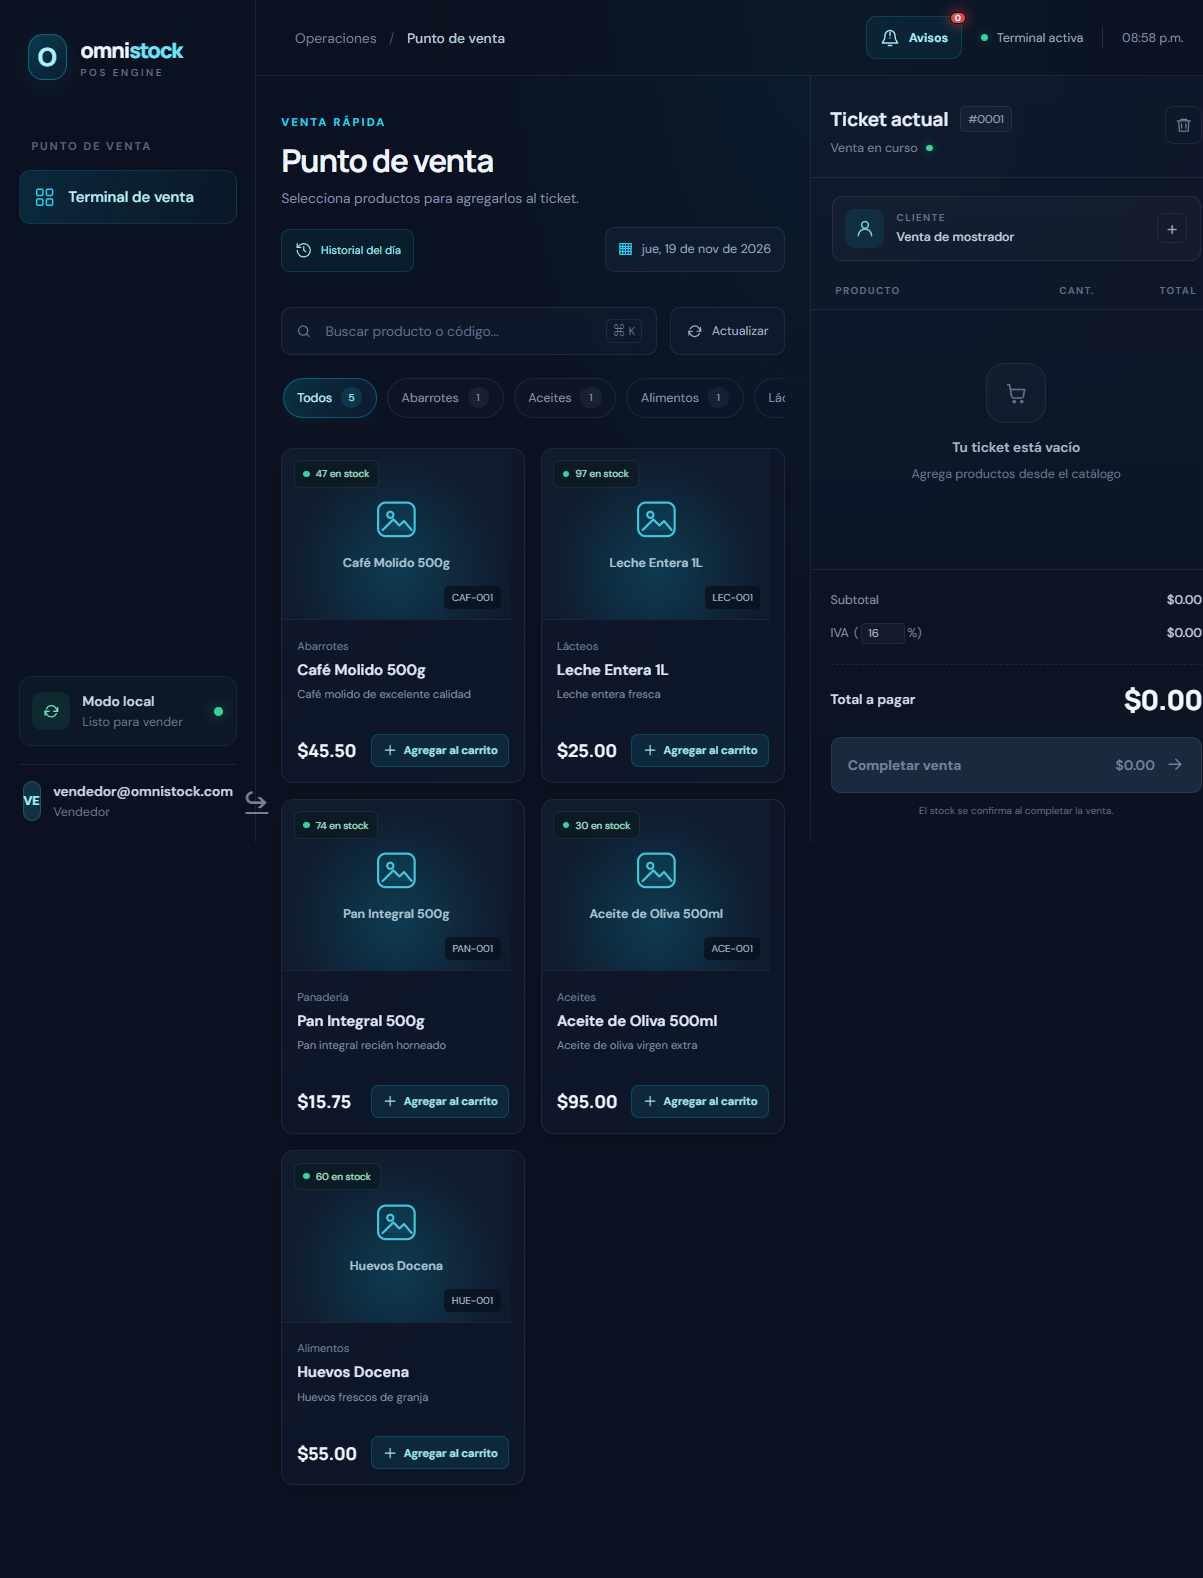 O
omnistock
POS ENGINE
PUNTO DE VENTA
Terminal de venta
Modo local
Listo para vender
VE
vendedor@omnistock.com
Vendedor
Operaciones / Punto de venta
Avisos
0
Terminal activa
08:58 p.m.
VENTA RÁPIDA
Punto de venta
Selecciona productos para agregarlos al ticket.
Historial del día
jue, 19 de nov de 2026
Buscar producto o código...
⌘ K
Actualizar
Todos 5
Abarrotes 1
Aceites 1
Alimentos 1
Lác
47 en stock
Café Molido 500g
CAF-001
Abarrotes
Café Molido 500g
Café molido de excelente calidad
$45.50
Agregar al carrito
97 en stock
Leche Entera 1L
LEC-001
Lácteos
Leche Entera 1L
Leche entera fresca
$25.00
Agregar al carrito
74 en stock
Pan Integral 500g
PAN-001
Panadería
Pan Integral 500g
Pan integral recién horneado
$15.75
Agregar al carrito
30 en stock
Aceite de Oliva 500ml
ACE-001
Aceites
Aceite de Oliva 500ml
Aceite de oliva virgen extra
$95.00
Agregar al carrito
60 en stock
Huevos Docena
HUE-001
Alimentos
Huevos Docena
Huevos frescos de granja
$55.00
Agregar al carrito
Ticket actual
#0001
Venta en curso
CLIENTE
Venta de mostrador
+
PRODUCTO CANT. TOTAL
Tu ticket está vacío
Agrega productos desde el catálogo
Subtotal $0.00
IVA ( 16 %) $0.00
Total a pagar $0.00
Completar venta $0.00
El stock se confirma al completar la venta.